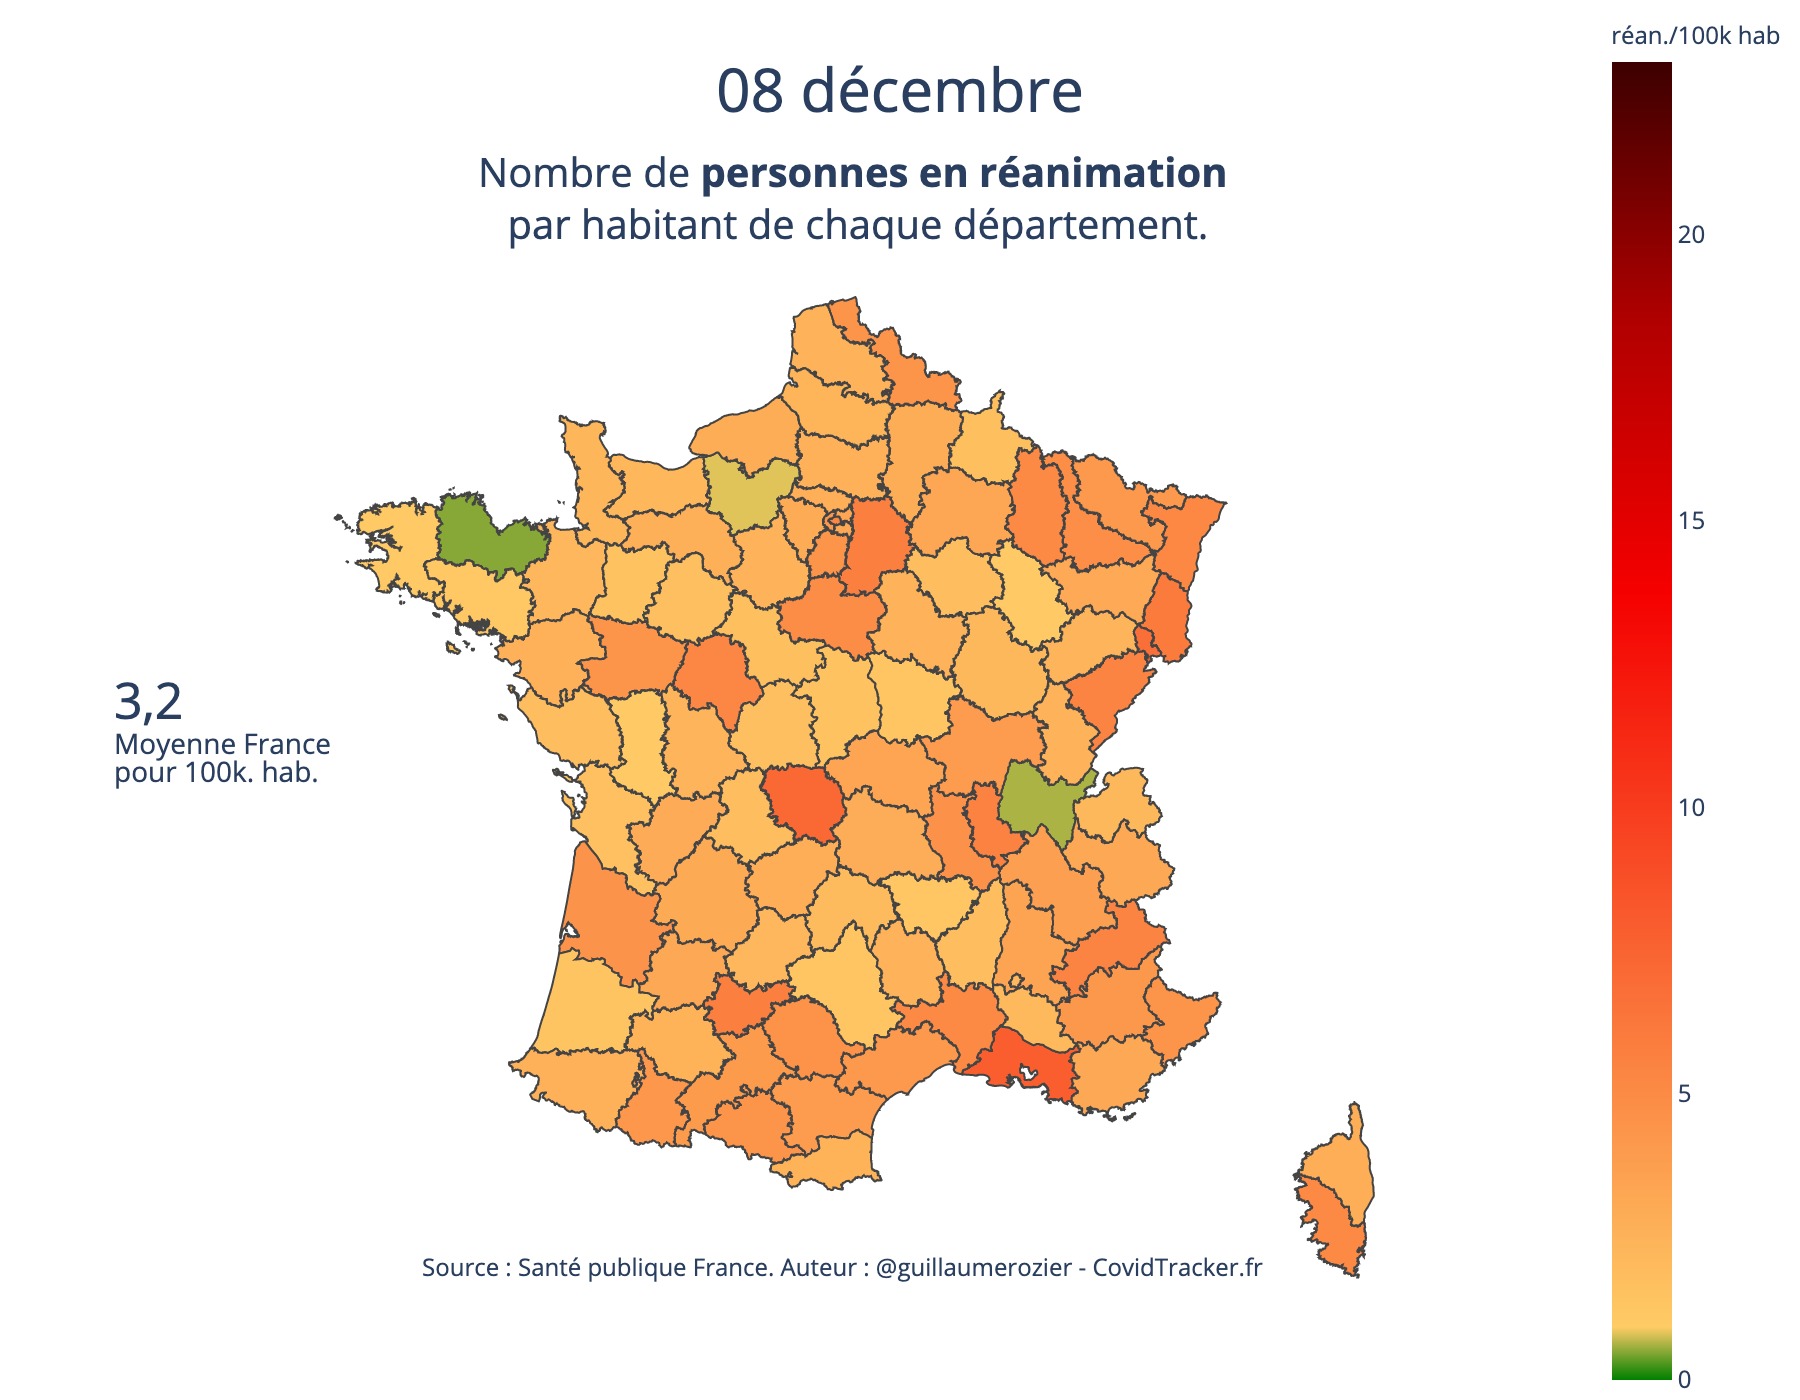 réan./100k hab
08 décembre
Nombre de personnes en réanimation
par habitant de chaque département.
20
15
3,2
Moyenne France
pour 100k. hab.
10
5
Source : Santé publique France. Auteur : @guillaumerozier - CovidTracker.fr
0